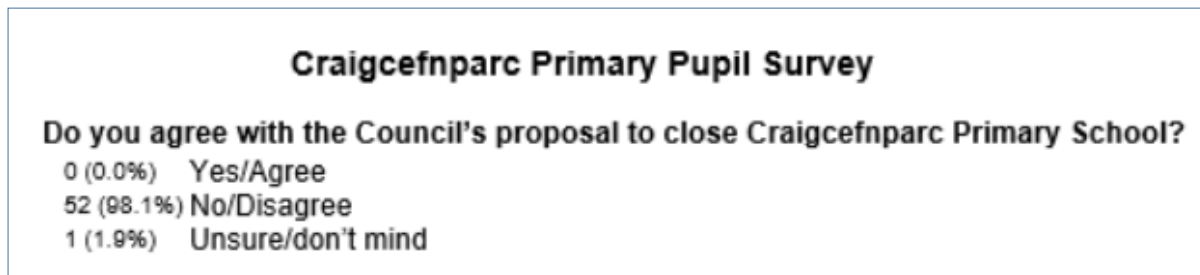 Craigcefnparc Primary Pupil Survey
Do you agree with the Council's proposal to close Craigcefnparc Primary School?
0 (0.0%) Yes/Agree
52 (98.1%) No/Disagree
1 (1.9%) Unsure/don't mind